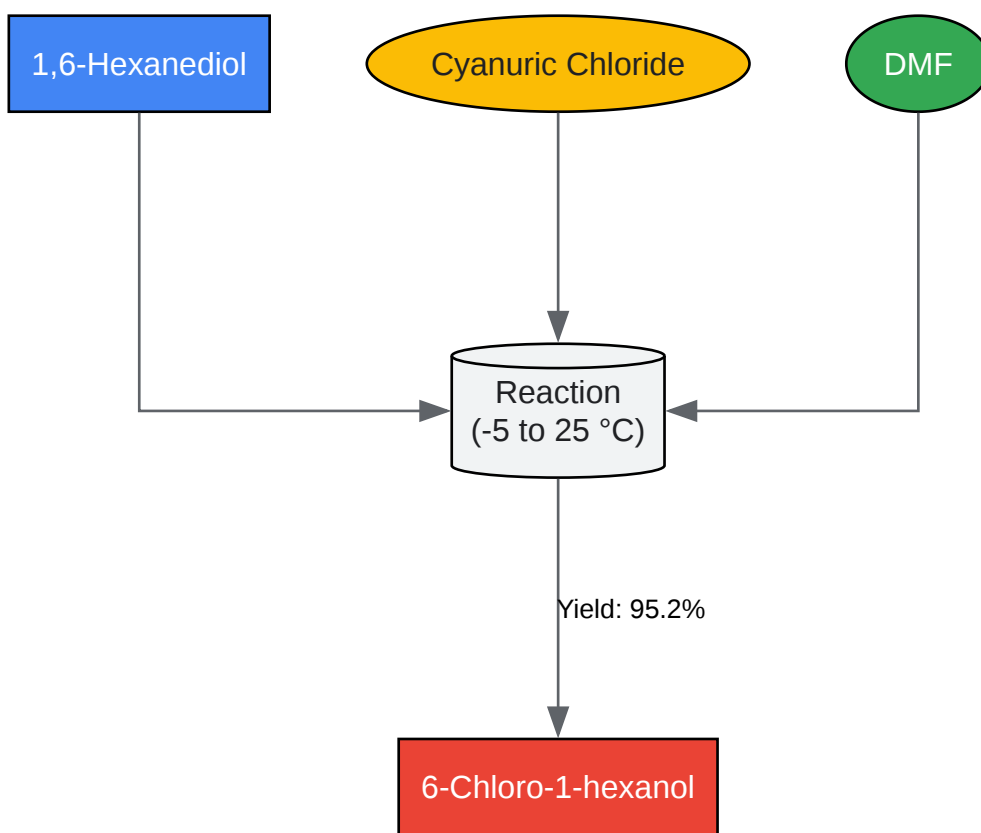 1,6-Hexanediol
Cyanuric Chloride
DMF
Reaction
(-5 to 25 °C)
Yield: 95.2%
6-Chloro-1-hexanol